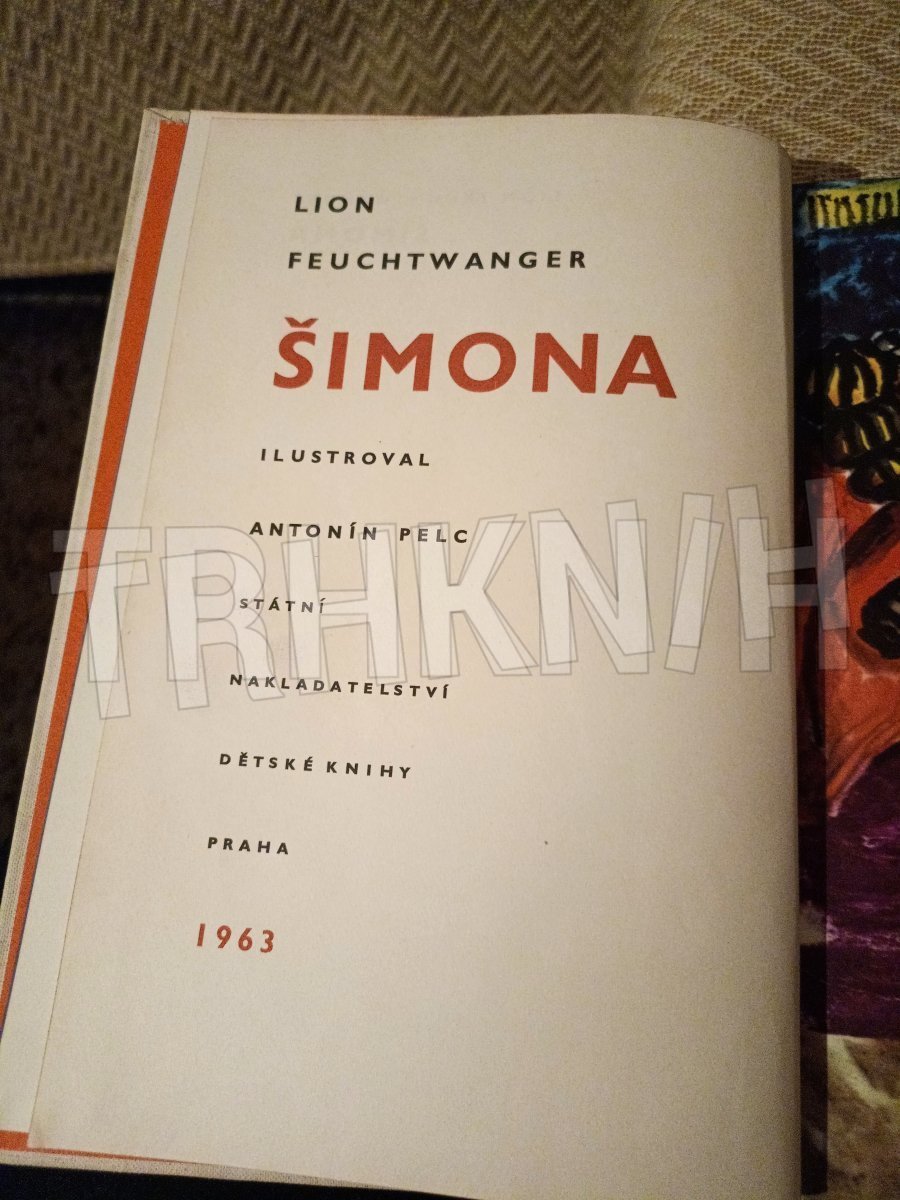 LION
FEUCHTWANGER
ŠIMONA
ILUSTROVAL
ANTONÍN PELC
STÁTNÍ
NAKLADATELSTVÍ
DĚTSKÉ KNIHY
PRAHA
1963
TRHKNIH